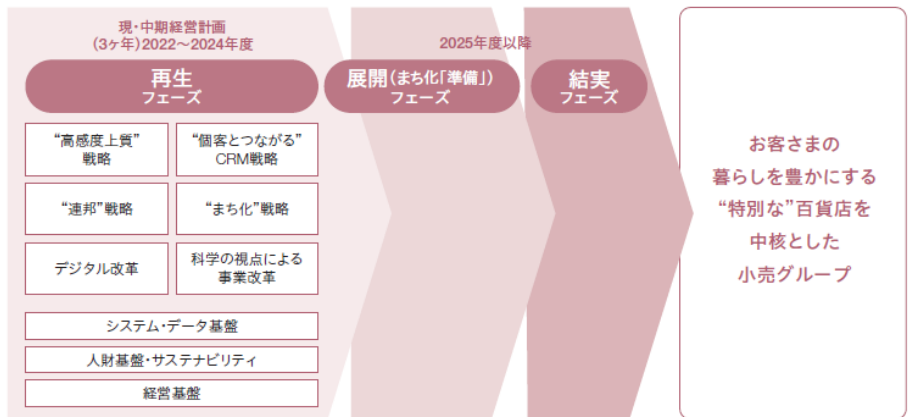 現・中期経営計画
(3ヶ年)2022～2024年度
2025年度以降
再生
フェーズ
展開(まち化「準備」)
フェーズ
結実
フェーズ
“高感度上質”
戦略
“個客とつながる”
CRM戦略
“連邦”戦略
“まち化”戦略
デジタル改革
科学の視点による
事業改革
システム・データ基盤
人財基盤・サステナビリティ
経営基盤
お客さまの
暮らしを豊かにする
“特別な”百貨店を
中核とした
小売グループ